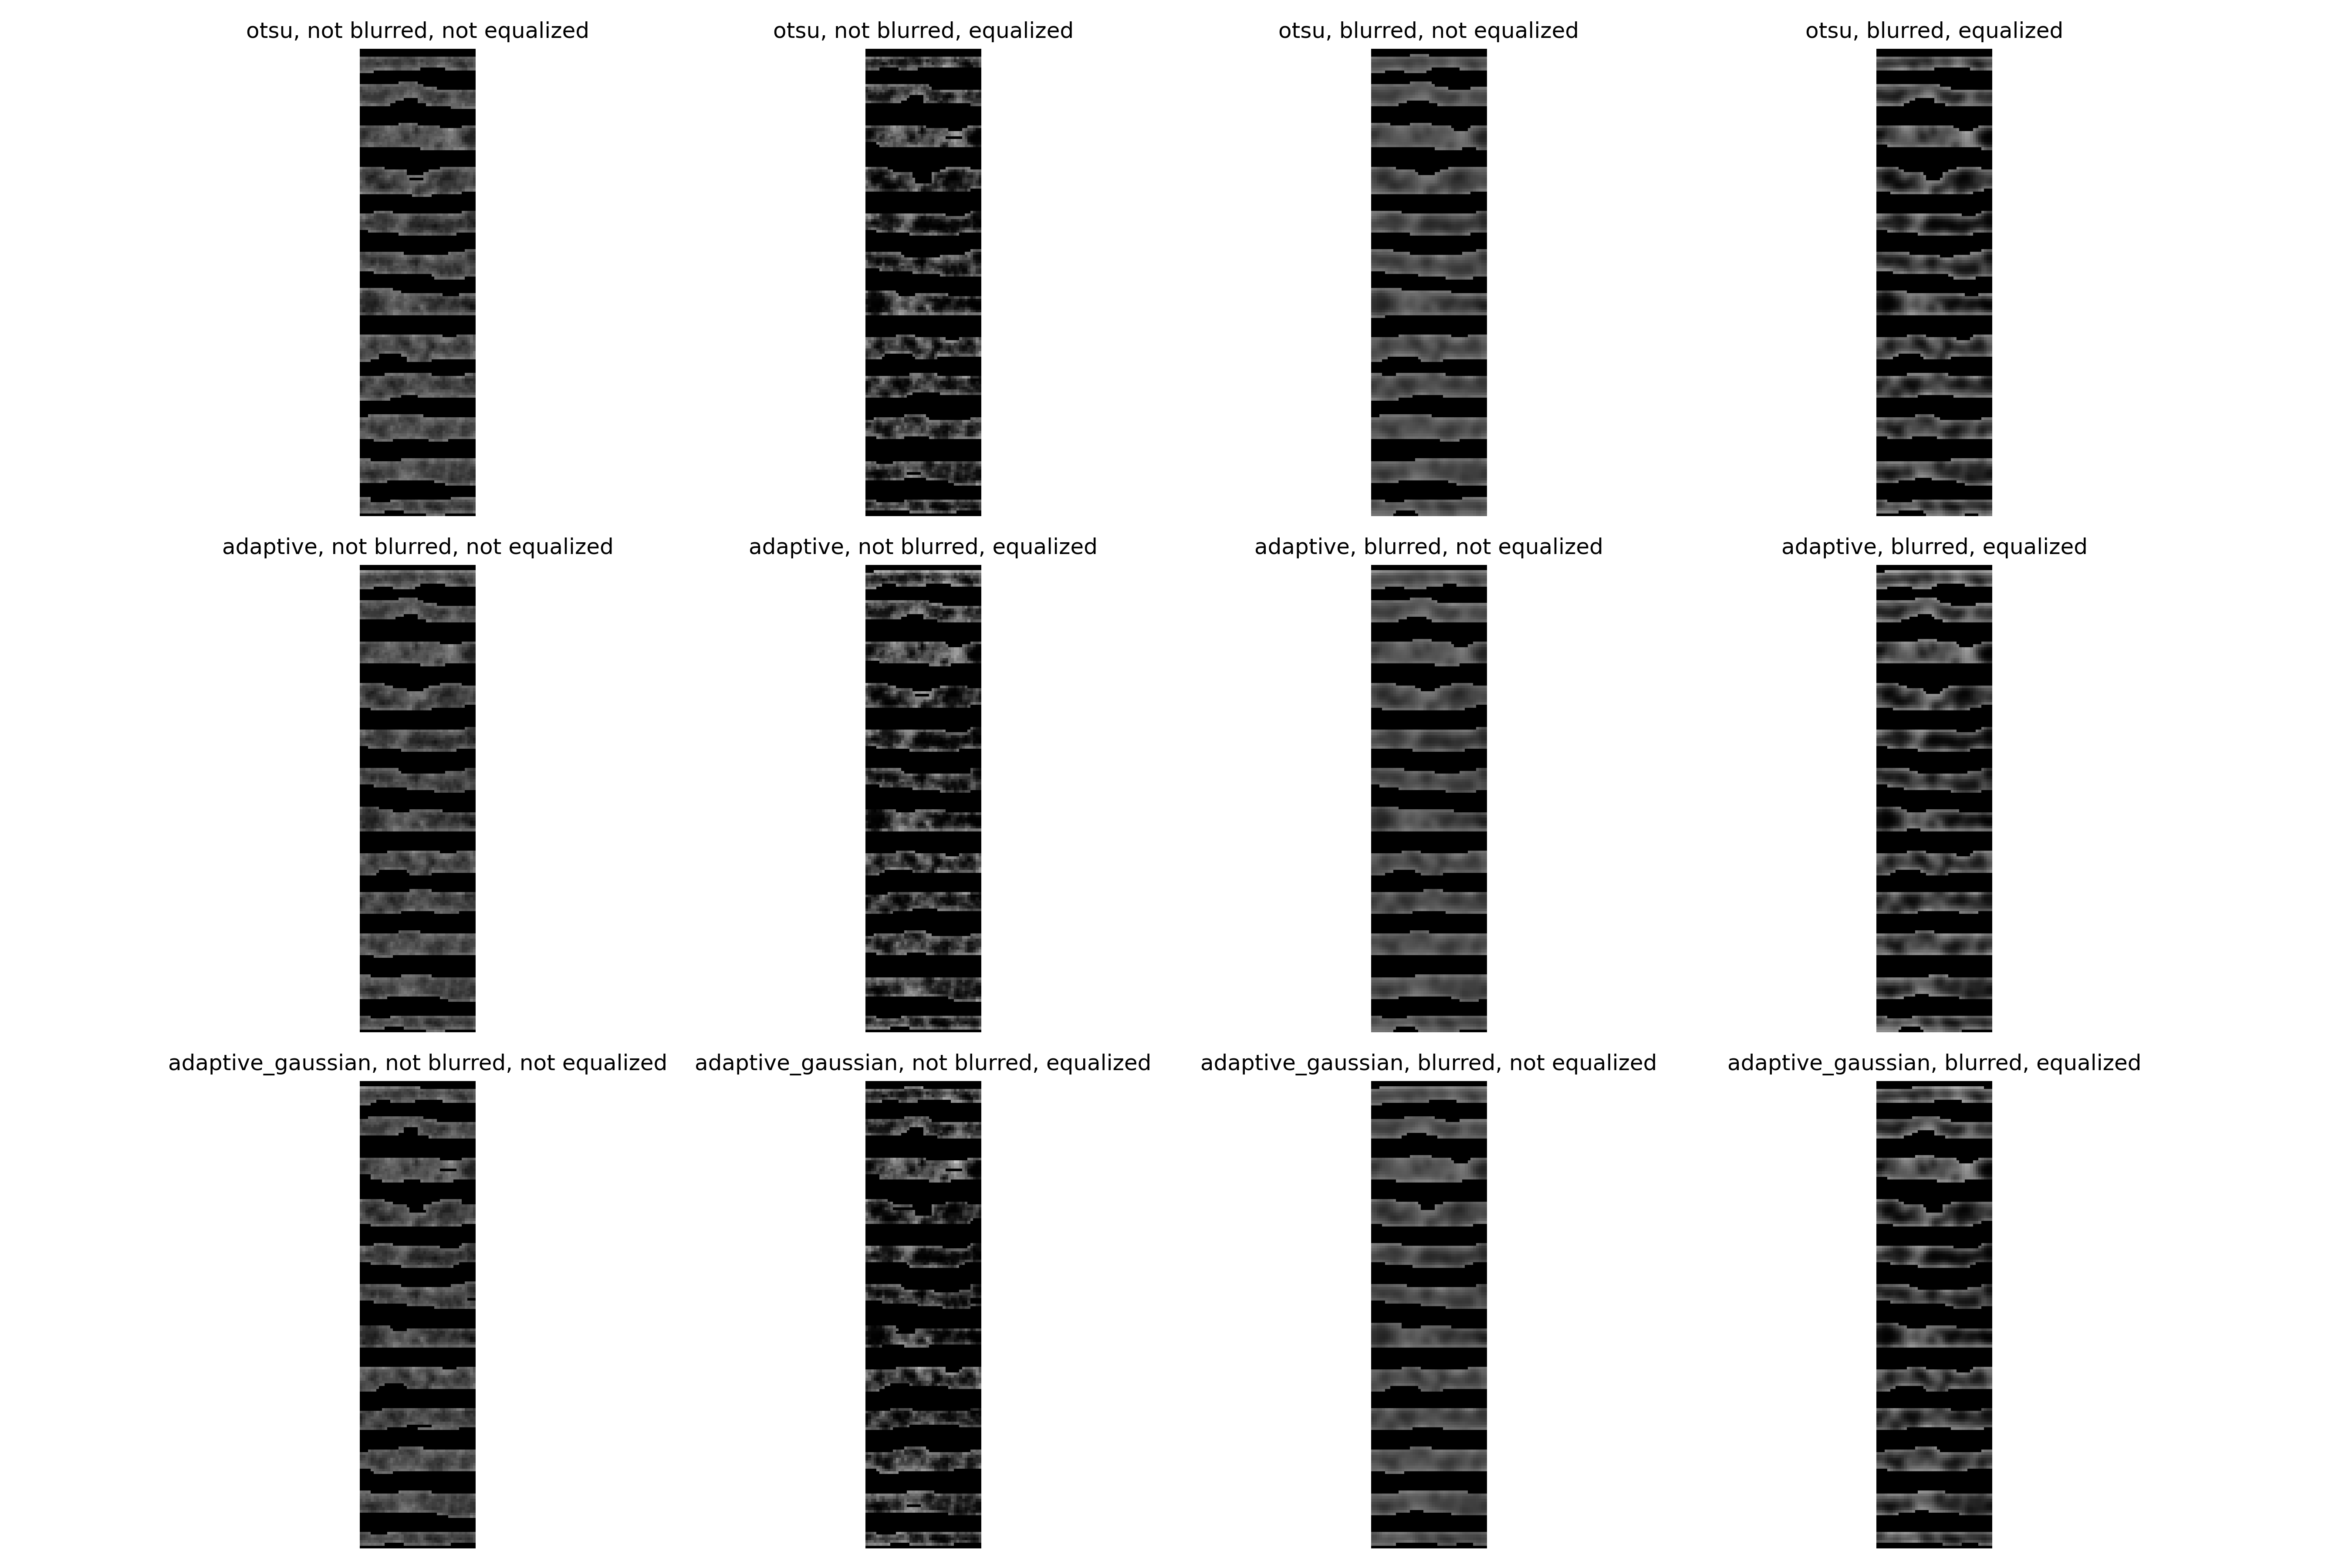 otsu, not blurred, not equalized
otsu, not blurred, equalized
otsu, blurred, not equalized
otsu, blurred, equalized
adaptive, not blurred, not equalized
adaptive, not blurred, equalized
adaptive, blurred, not equalized
adaptive, blurred, equalized
adaptive_gaussian, not blurred, not equalized
adaptive_gaussian, not blurred, equalized
adaptive_gaussian, blurred, not equalized
adaptive_gaussian, blurred, equalized